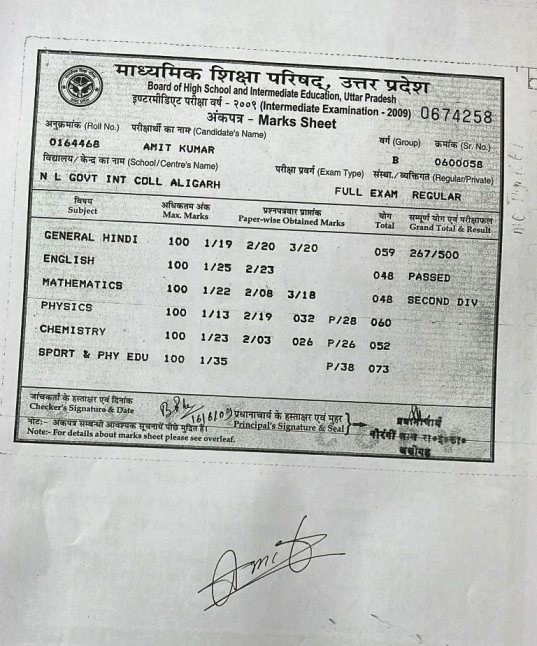 माध्यमिक शिक्षा परिषद्, उत्तर प्रदेश
Board of High School and Intermediate Education, Uttar Pradesh
इण्टरमीडिएट परीक्षा वर्ष - २००९ (Intermediate Examination - 2009) 0674258
अंकपत्र - Marks Sheet
अनुक्रमांक (Roll No.) परीक्षार्थी का नाम (Candidate's Name) वर्ग (Group) क्रमांक (Sr. No.)
0164468 AMIT KUMAR B 0600058
विद्यालय/केन्द्र का नाम (School/Centre's Name) परीक्षा प्रवर्ग (Exam Type) संस्था./व्यक्तिगत (Regular/Private)
N L GOVT INT COLL ALIGARH FULL EXAM REGULAR
विषय अधिकतम अंक प्रश्नपत्रवार प्राप्तांक योग सम्पूर्ण योग एवं परीक्षाफल
Subject Max. Marks Paper-wise Obtained Marks Total Grand Total & Result
GENERAL HINDI 100 1/19 2/20 3/20 059 267/500
ENGLISH 100 1/25 2/23 048 PASSED
MATHEMATICS 100 1/22 2/08 3/18 048 SECOND DIV
PHYSICS 100 1/13 2/19 032 P/28 060
CHEMISTRY 100 1/23 2/03 026 P/26 052
SPORT & PHY EDU 100 1/35 P/38 073
जांचकर्ता के हस्ताक्षर एवं दिनांक
Checker's Signature & Date 16/6/09 प्रधानाचार्य के हस्ताक्षर एवं मुहर
Principal's Signature & Seal
प्रधानाचार्य
नोट:- अंकपत्र सम्बन्धी आवश्यक सूचनायें पीछे मुद्रित हैं।
Note:- For details about marks sheet please see overleaf.
Amit